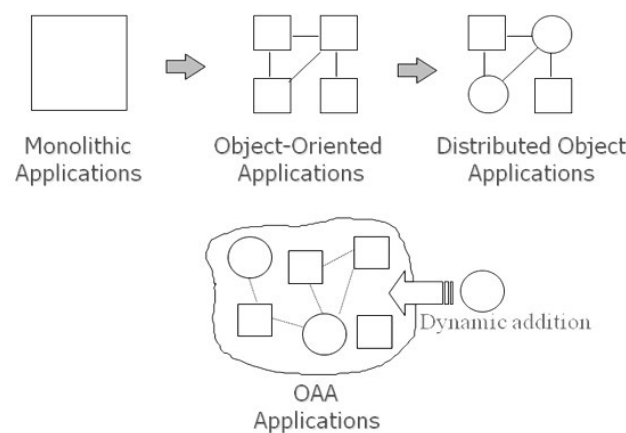 Monolithic
Applications
Object-Oriented
Applications
Distributed Object
Applications
Dynamic addition
OAA
Applications